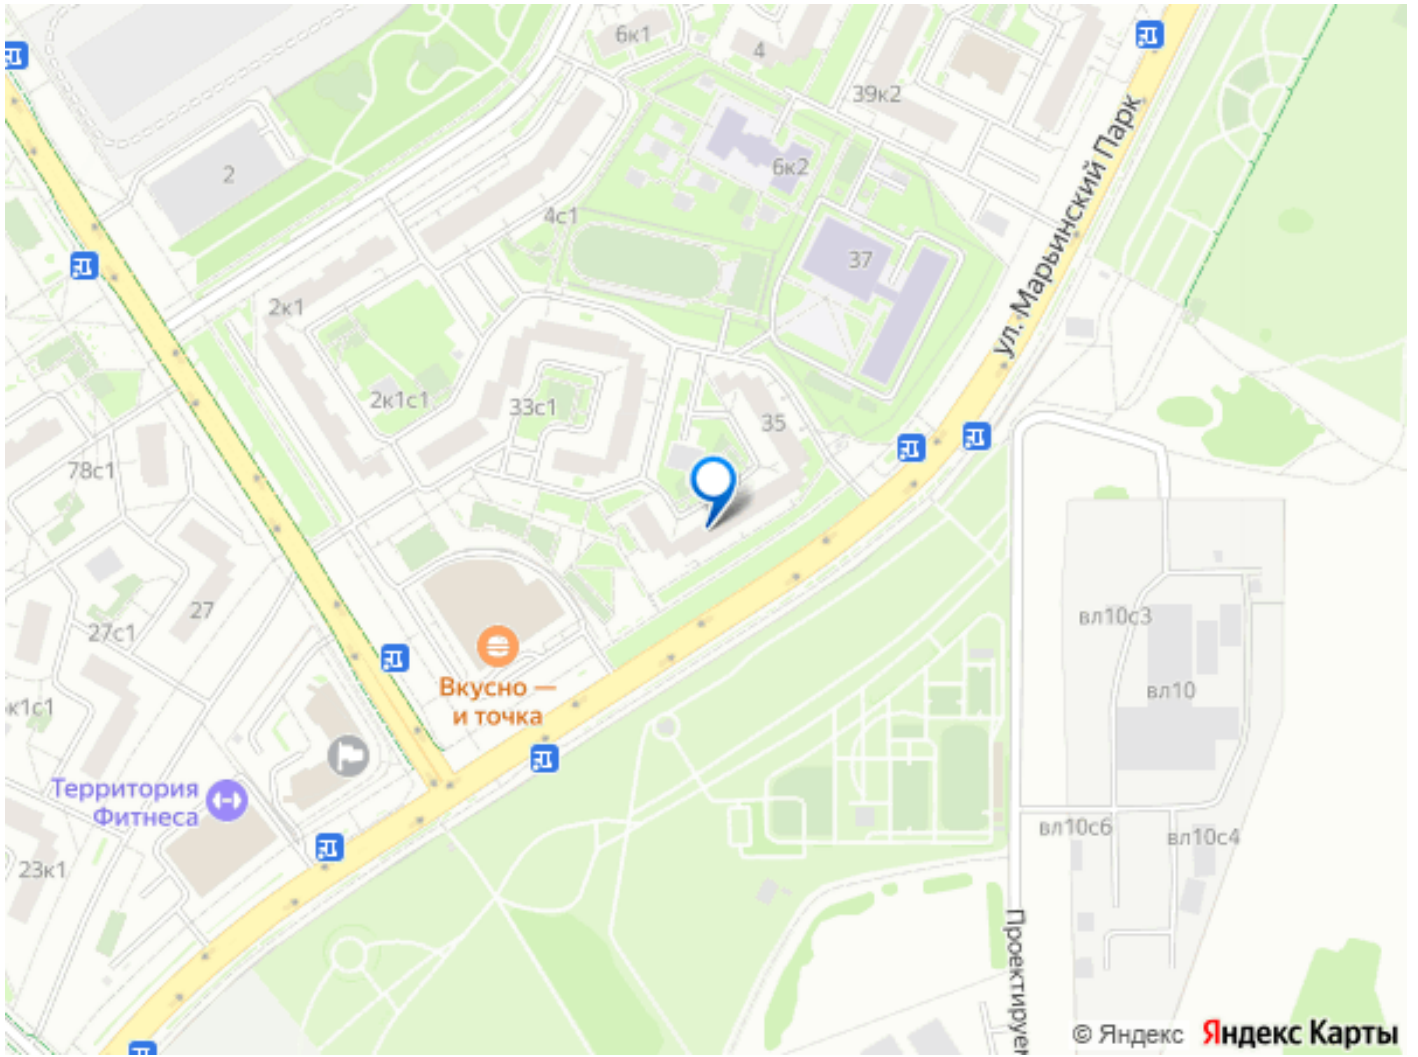 6к1
4
39к2
2
6к2
ул. Марьинский Парк
4с1
37
2к1
2к1с1
33с1
35
78с1
27
27с1
вл10с3
Вкусно —
и точка
вл10
к1с1
Территория
Фитнеса
вл10с6
вл10с4
23к1
Проектируем
© Яндекс
Яндекс Карты